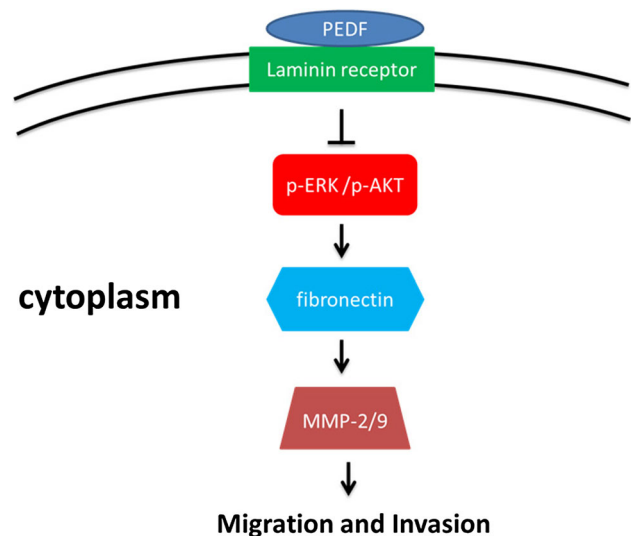 PEDF
Laminin receptor
p-ERK/p-AKT
cytoplasm
fibronectin
MMP-2/9
Migration and Invasion